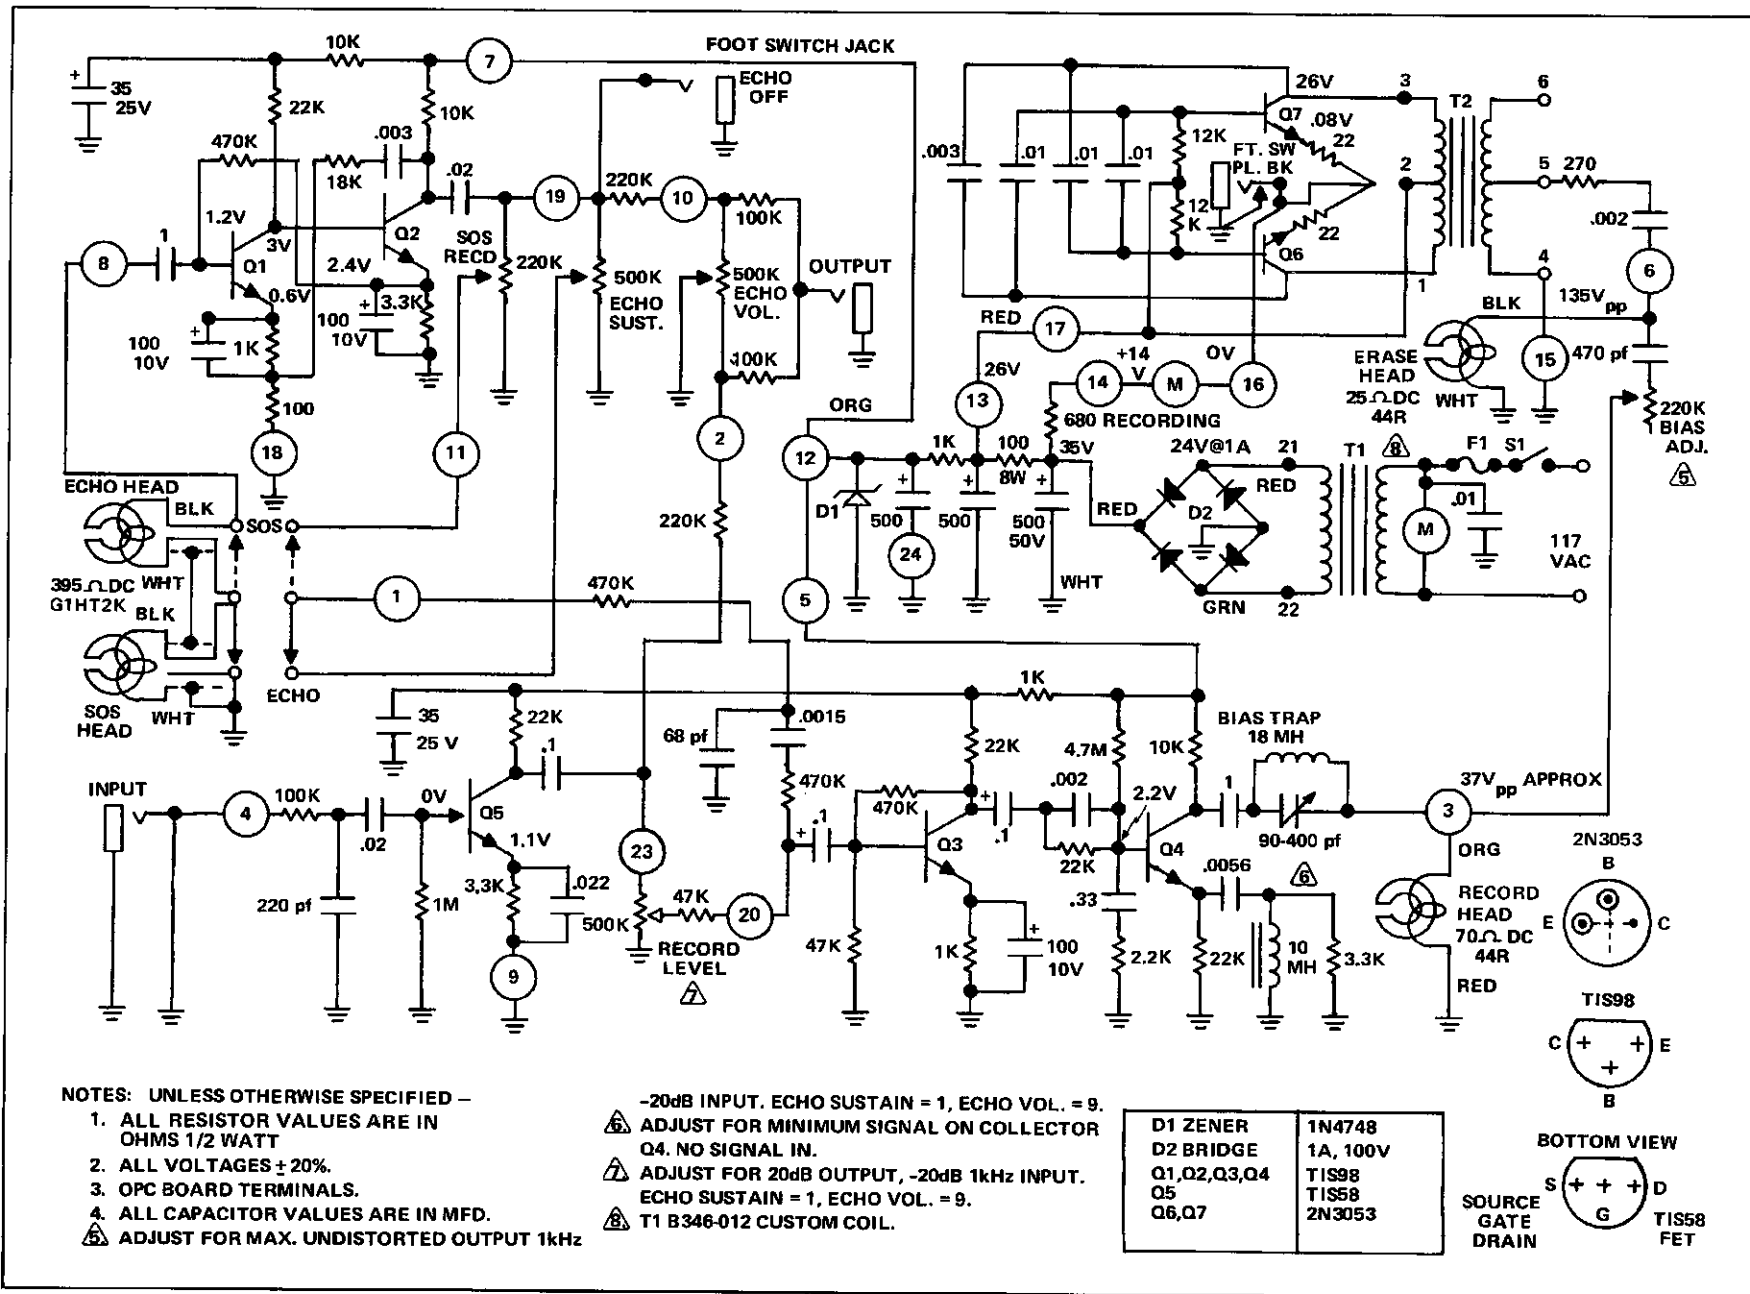 10K
7
FOOT SWITCH JACK
+
35
25V
22K
10K
ECHO
OFF
470K
.003
18K
.02
19
220K
10
100K
1.2V
3V
Q2
SOS
RECD
220K
500K
ECHO
SUST.
500K
ECHO
VOL.
OUTPUT
8
1
Q1
2.4V
0.6V
+
3.3K
100
10V
+
100
10V
1K
100
100K
18
11
2
ORG
26V
3
T2
6
Q7
.08V
22
12K
FT. SW
PL. BK
.003
.01
.01
.01
2
5
270
.002
12
K
22
Q6
4
6
1
135Vpp
BLK
RED
17
+14
V
OV
ERASE
HEAD
25Ω DC
44R
WHT
15
470 pf
26V
14
M
16
13
680
RECORDING
220K
BIAS
ADJ.
5
12
1K
100
8W
35V
24V@1A
21
T1
8
F1
S1
D1
+
500
+
500
+
500
50V
RED
RED
D2
M
.01
117
VAC
24
WHT
GRN
22
5
ECHO HEAD
BLK
SOS
395Ω DC
G1HT2K
WHT
BLK
1
470K
220K
SOS
HEAD
WHT
ECHO
35
25 V
22K
.1
68 pf
.0015
1K
22K
4.7M
10K
BIAS TRAP
18 MH
INPUT
4
100K
.02
0V
Q5
1.1V
470K
470K
+
.1
.002
2.2V
1
90-400 pf
37Vpp APPROX
3
2N3053
B
E
C
+
.1
Q3
22K
Q4
.0056
6
ORG
23
220 pf
1M
3.3K
.022
500K
47K
20
RECORD
LEVEL
7
9
47K
1K
+
100
10V
.33
2.2K
22K
10
MH
3.3K
RECORD
HEAD
70Ω DC
44R
RED
TIS98
C
E
B
NOTES: UNLESS OTHERWISE SPECIFIED –
1. ALL RESISTOR VALUES ARE IN
OHMS 1/2 WATT
2. ALL VOLTAGES ± 20%.
3. OPC BOARD TERMINALS.
4. ALL CAPACITOR VALUES ARE IN MFD.
5 ADJUST FOR MAX. UNDISTORTED OUTPUT 1kHz
-20dB INPUT. ECHO SUSTAIN = 1, ECHO VOL. = 9.
6 ADJUST FOR MINIMUM SIGNAL ON COLLECTOR
Q4. NO SIGNAL IN.
7 ADJUST FOR 20dB OUTPUT, -20dB 1kHz INPUT.
ECHO SUSTAIN = 1, ECHO VOL. = 9.
8 T1 B346-012 CUSTOM COIL.
D1 ZENER 1N4748
D2 BRIDGE 1A, 100V
Q1,Q2,Q3,Q4 TIS98
Q5 TIS58
Q6,Q7 2N3053
BOTTOM VIEW
S
D
G
SOURCE
GATE
DRAIN
TIS58
FET